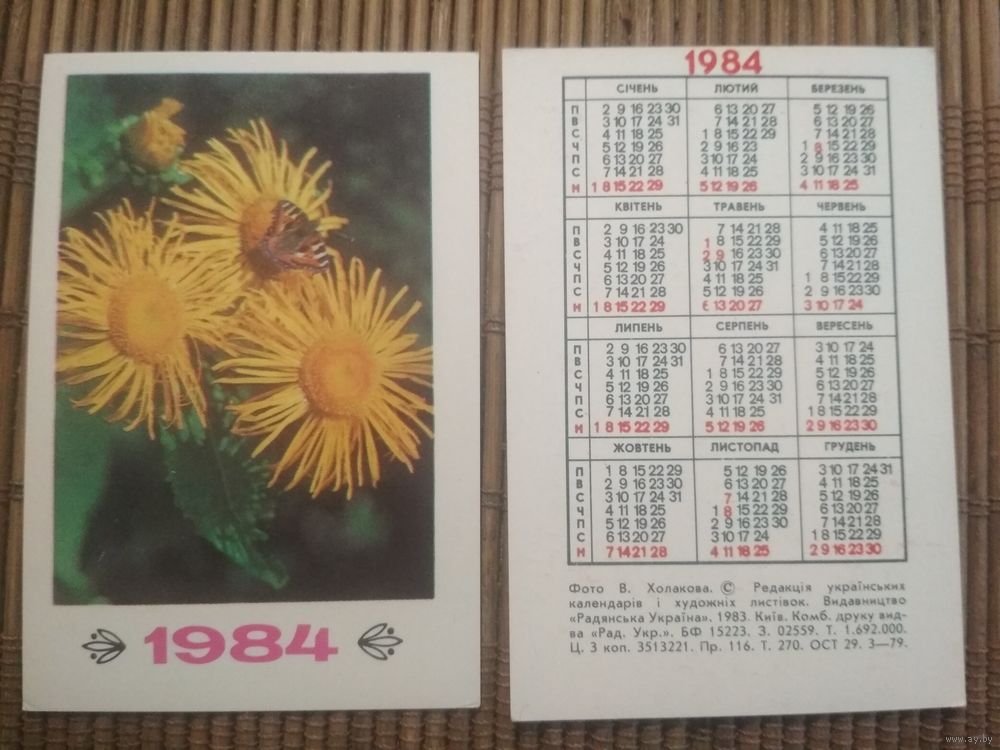 1984
1984
СІЧЕНЬ ЛЮТИЙ БЕРЕЗЕНЬ
П 2 9 16 23 30 6 13 20 27 5 12 19 26
В 3 10 17 24 31 7 14 21 28 6 13 20 27
С 4 11 18 25 1 8 15 22 29 7 14 21 28
Ч 5 12 19 26 2 9 16 23 1 8 15 22 29
П 6 13 20 27 3 10 17 24 2 9 16 23 30
С 7 14 21 28 4 11 18 25 3 10 17 24 31
Н 1 8 15 22 29 5 12 19 26 4 11 18 25
КВІТЕНЬ ТРАВЕНЬ ЧЕРВЕНЬ
П 2 9 16 23 30 7 14 21 28 4 11 18 25
В 3 10 17 24 1 8 15 22 29 5 12 19 26
С 4 11 18 25 2 9 16 23 30 6 13 20 27
Ч 5 12 19 26 3 10 17 24 31 7 14 21 28
П 6 13 20 27 4 11 18 25 1 8 15 22 29
С 7 14 21 28 5 12 19 26 2 9 16 23 30
Н 1 8 15 22 29 6 13 20 27 3 10 17 24
ЛИПЕНЬ СЕРПЕНЬ ВЕРЕСЕНЬ
П 2 9 16 23 30 6 13 20 27 3 10 17 24
В 3 10 17 24 31 7 14 21 28 4 11 18 25
С 4 11 18 25 1 8 15 22 29 5 12 19 26
Ч 5 12 19 26 2 9 16 23 30 6 13 20 27
П 6 13 20 27 3 10 17 24 31 7 14 21 28
С 7 14 21 28 4 11 18 25 1 8 15 22 29
Н 1 8 15 22 29 5 12 19 26 2 9 16 23 30
ЖОВТЕНЬ ЛИСТОПАД ГРУДЕНЬ
П 1 8 15 22 29 5 12 19 26 3 10 17 24 31
В 2 9 16 23 30 6 13 20 27 4 11 18 25
С 3 10 17 24 31 7 14 21 28 5 12 19 26
Ч 4 11 18 25 1 8 15 22 29 6 13 20 27
П 5 12 19 26 2 9 16 23 30 7 14 21 28
С 6 13 20 27 3 10 17 24 1 8 15 22 29
Н 7 14 21 28 4 11 18 25 2 9 16 23 30
Фото В. Холакова. © Редакція українських
календарів і художніх листівок. Видавництво
«Радянська Україна». 1983. Київ. Комб. друку вид-
ва «Рад. Укр.». БФ 15223. З. 02559. Т. 1.692.000.
Ц. 3 коп. 3513221. Пр. 116. Т. 270. ОСТ 29. 3—79.
www.ay.by